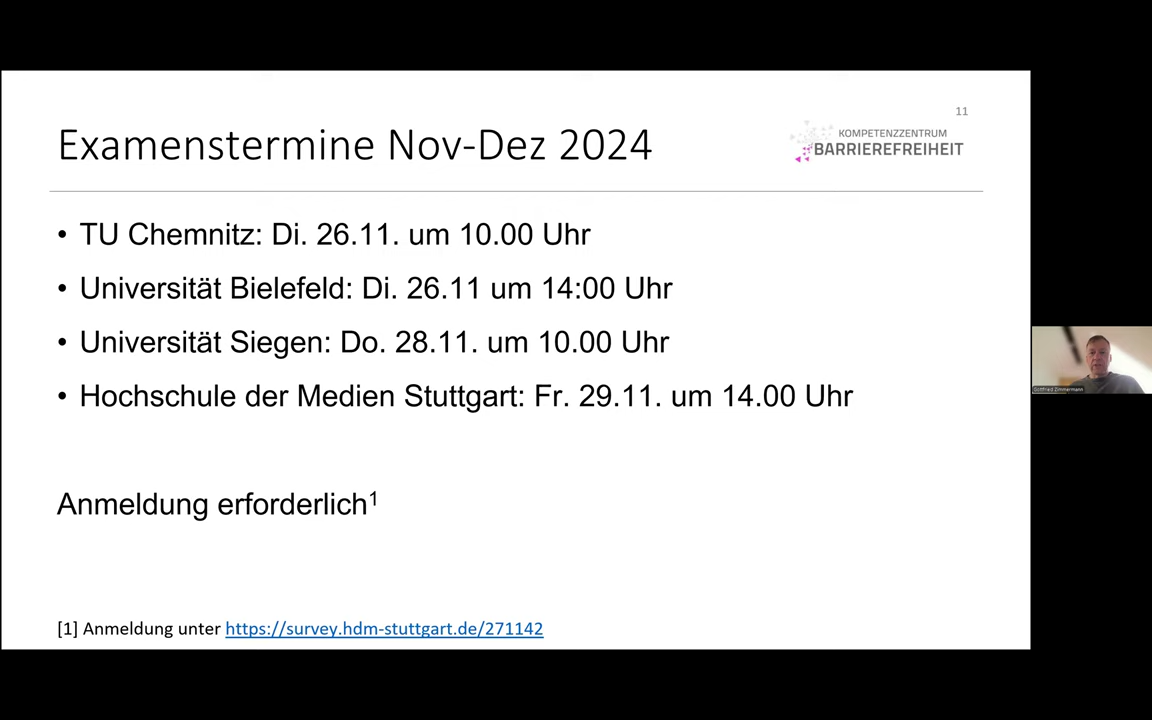 11
KOMPETENZZENTRUM
BARRIEREFREIHEIT
Examenstermine Nov-Dez 2024
• TU Chemnitz: Di. 26.11. um 10.00 Uhr
• Universität Bielefeld: Di. 26.11 um 14:00 Uhr
• Universität Siegen: Do. 28.11. um 10.00 Uhr
• Hochschule der Medien Stuttgart: Fr. 29.11. um 14.00 Uhr
Anmeldung erforderlich¹
[1] Anmeldung unter https://survey.hdm-stuttgart.de/271142
Gottfried Zimmermann